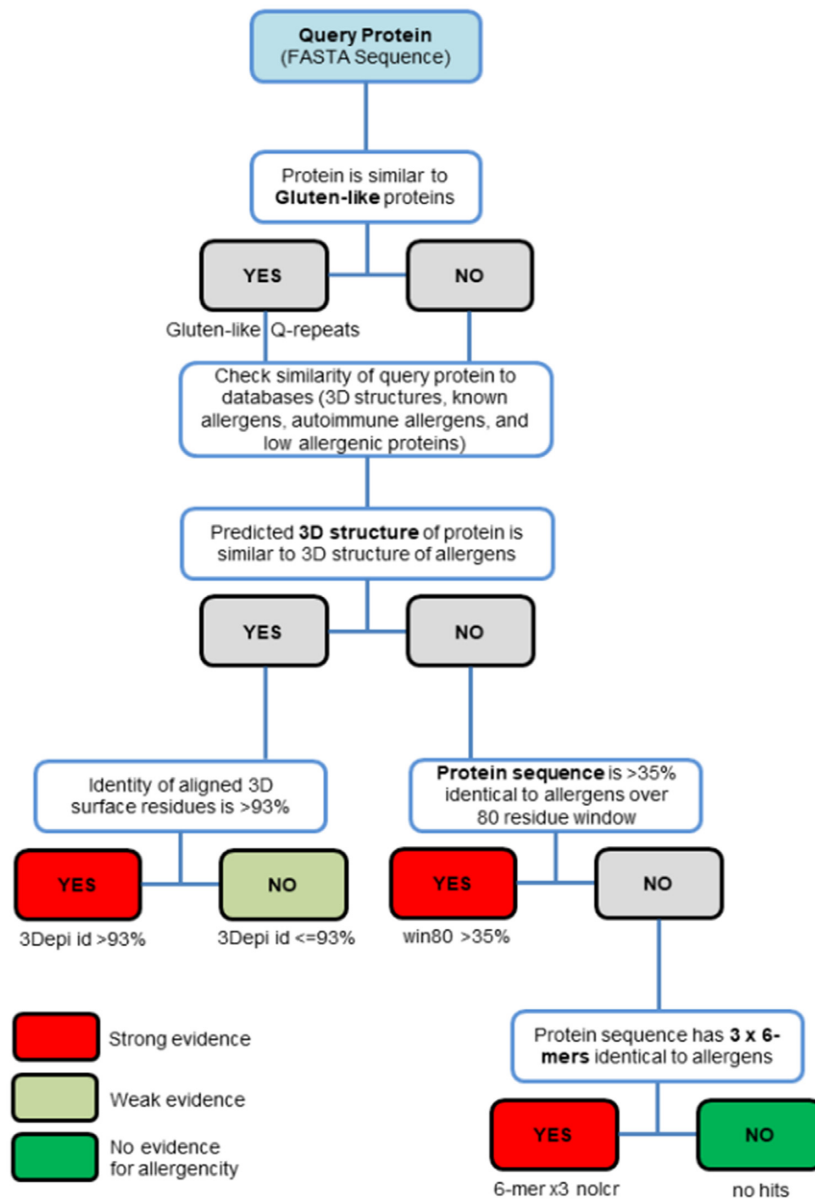 Query Protein
(FASTA Sequence)
Protein is similar to
Gluten-like proteins
YES
NO
Gluten-like Q-repeats
Check similarity of query protein to
databases (3D structures, known
allergens, autoimmune allergens, and
low allergenic proteins)
Predicted 3D structure of protein is
similar to 3D structure of allergens
YES
NO
Identity of aligned 3D
surface residues is >93%
Protein sequence is >35%
identical to allergens over
80 residue window
YES
NO
YES
NO
3Depi id >93%
3Depi id <=93%
win80 >35%
Protein sequence has 3 x 6-
mers identical to allergens
Strong evidence
Weak evidence
No evidence
for allergencity
YES
NO
6-mer x3 nolcr
no hits